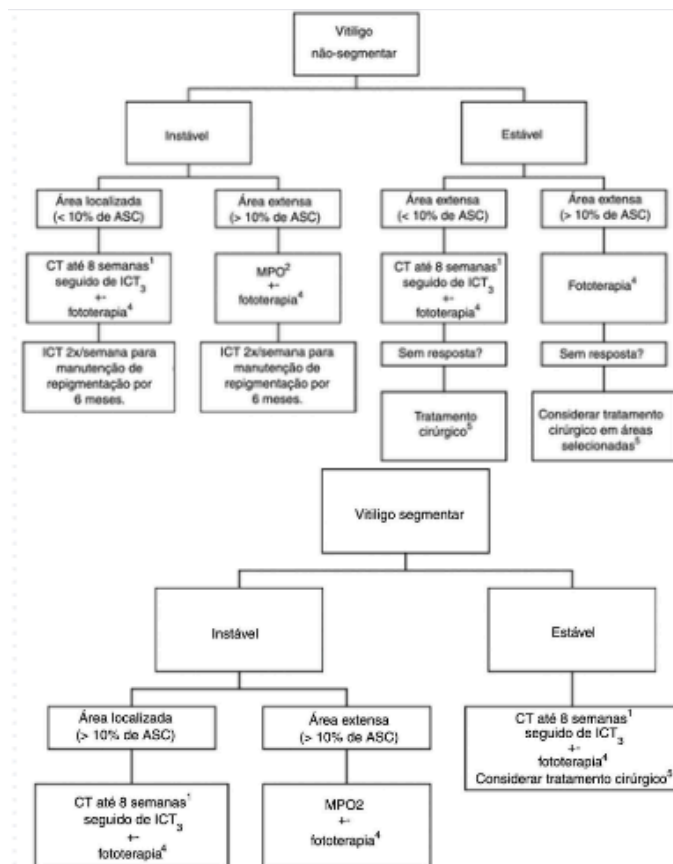 Vitiligo
não-segmentar
Instável
Estável
Área localizada
(< 10% de ASC)
Área extensa
(> 10% de ASC)
Área extensa
(< 10% de ASC)
Área extensa
(> 10% de ASC)
CT até 8 semanas¹
seguido de ICT₃
+-
fototerapia⁴
MPO²
+-
fototerapia⁴
CT até 8 semanas¹
seguido de ICT₃
+-
fototerapia⁴
Fototerapia⁴
ICT 2x/semana para
manutenção de
repigmentação por
6 meses.
ICT 2x/semana para
manutenção de
repigmentação por
6 meses.
Sem resposta?
Sem resposta?
Tratamento
cirúrgico⁵
Considerar tratamento
cirúrgico em áreas
selecionadas⁵
Vitiligo segmentar
Instável
Estável
Área localizada
(> 10% de ASC)
Área extensa
(> 10% de ASC)
CT até 8 semanas¹
seguido de ICT₃
+-
fototerapia⁴
Considerar tratamento cirúrgico⁵
CT até 8 semanas¹
seguido de ICT₃
+-
fototerapia⁴
MPO2
+-
fototerapia⁴